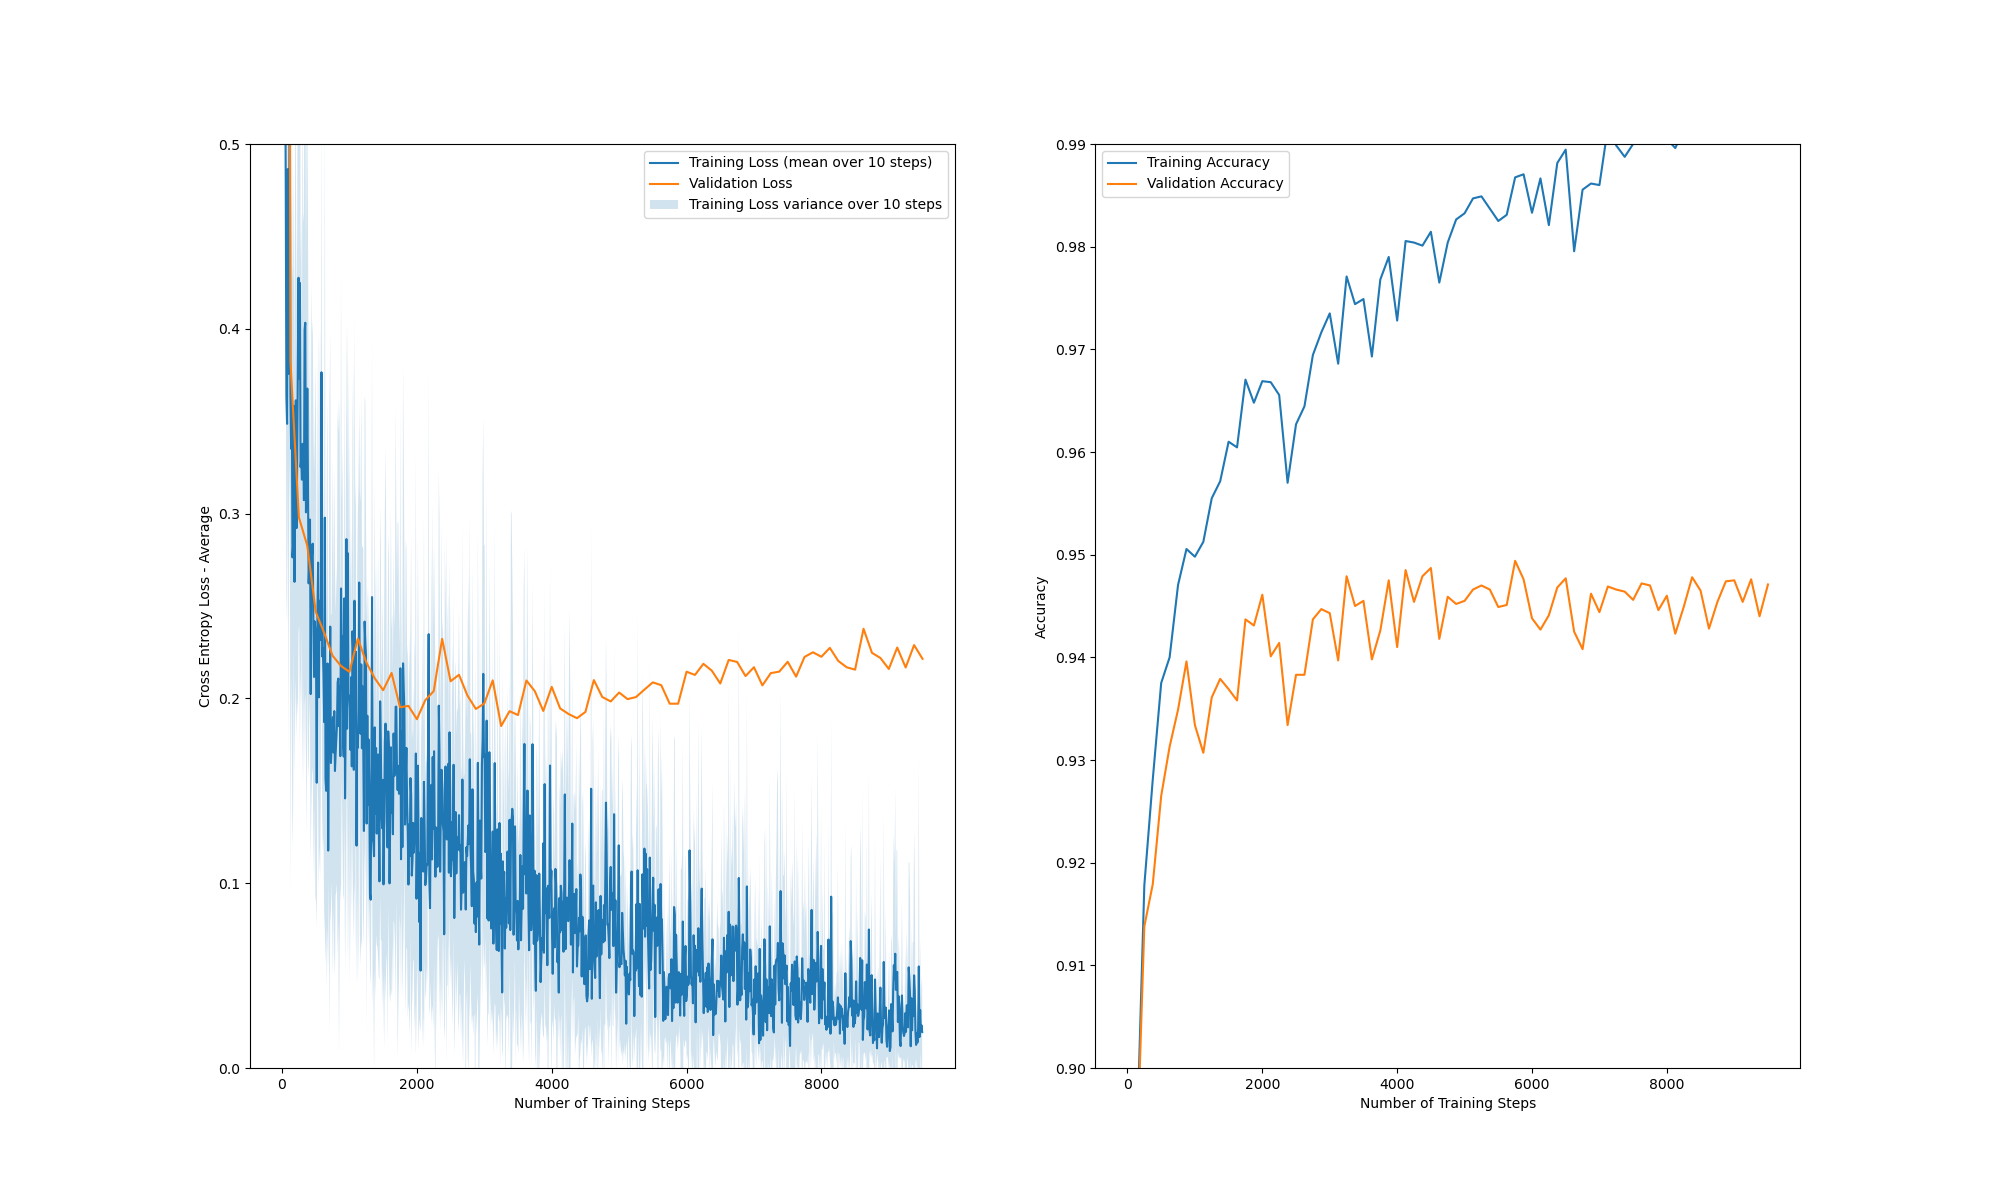 Training Loss (mean over 10 steps)
Validation Loss
Training Loss variance over 10 steps
0.5
0.4
0.3
0.2
0.1
0.0
Cross Entropy Loss - Average
0 2000 4000 6000 8000
Number of Training Steps
Training Accuracy
Validation Accuracy
0.99
0.98
0.97
0.96
0.95
0.94
0.93
0.92
0.91
0.90
Accuracy
0 2000 4000 6000 8000
Number of Training Steps